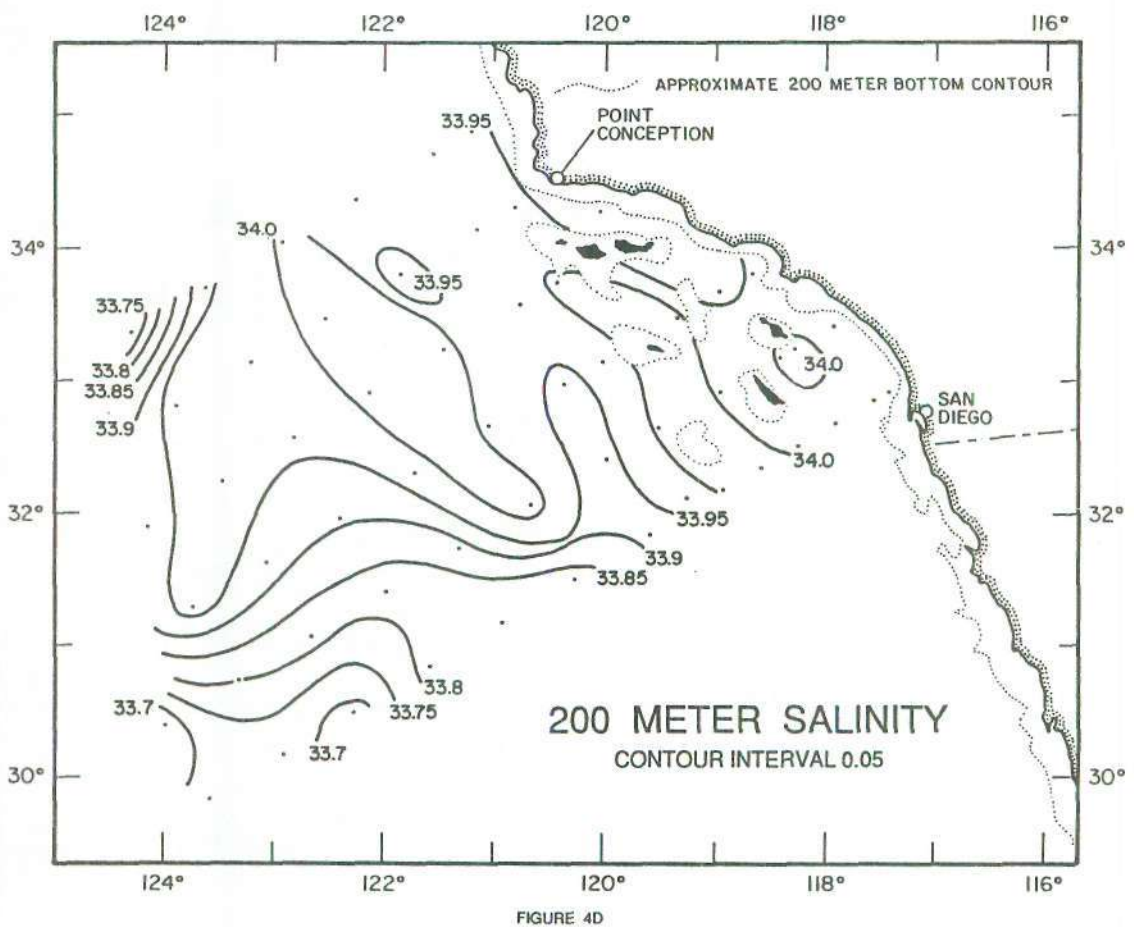 124° 122° 120° 118° 116°
APPROXIMATE 200 METER BOTTOM CONTOUR
33.95
POINT
CONCEPTION
34° 34.0 34°
33.95
33.75
33.8
33.85
33.9
34.0
SAN
DIEGO
34.0
32° 33.95 32°
33.9
33.85
33.8
33.7 33.75
33.7
200 METER SALINITY
CONTOUR INTERVAL 0.05
30° 30°
124° 122° 120° 118° 116°
FIGURE 4D